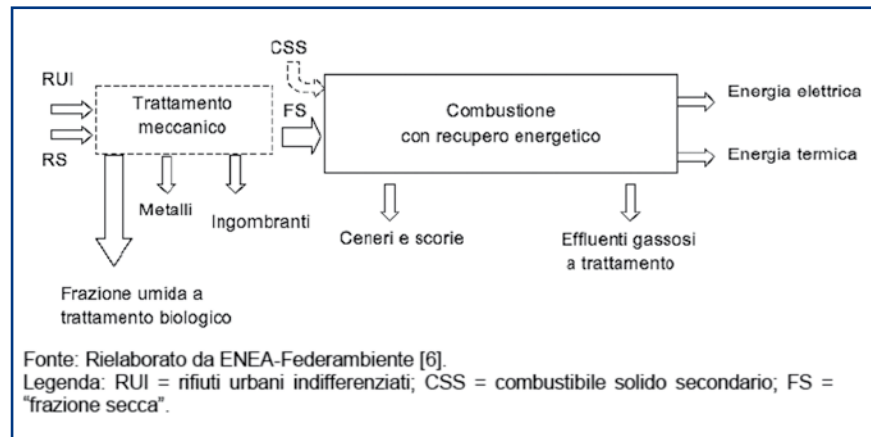 CSS
RUI
Trattamento
meccanico
FS
Combustione
con recupero energetico
Energia elettrica
RS
Energia termica
Metalli
Ingombranti
Ceneri e scorie
Effluenti gassosi
a trattamento
Frazione umida a
trattamento biologico
Fonte: Rielaborato da ENEA-Federambiente [6].
Legenda: RUI = rifiuti urbani indifferenziati; CSS = combustibile solido secondario; FS =
“frazione secca”.